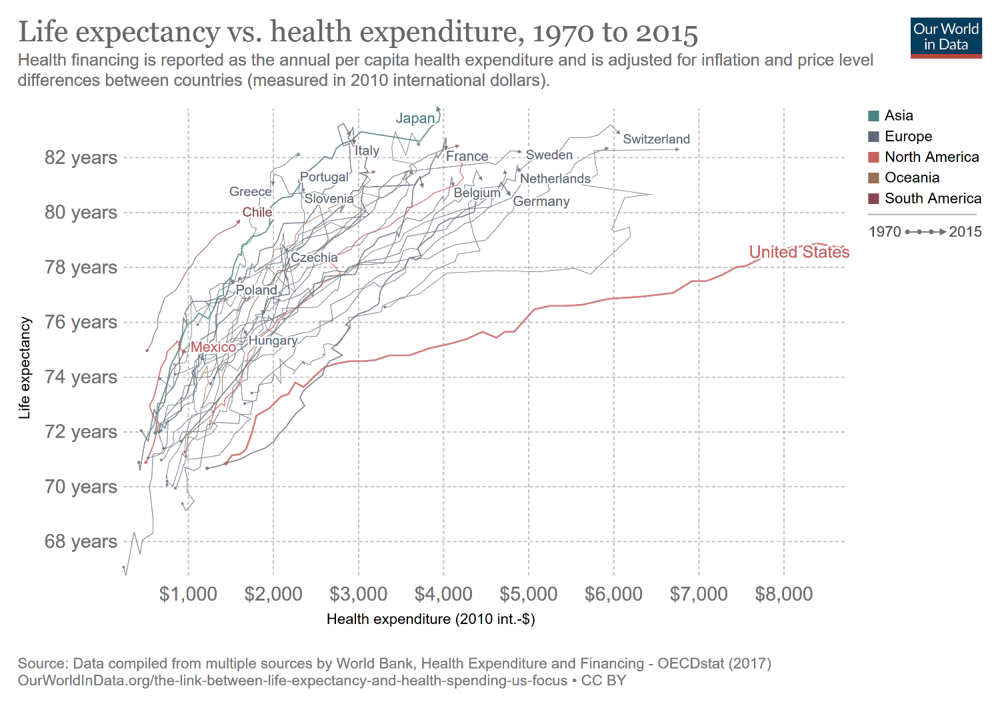 Life expectancy vs. health expenditure, 1970 to 2015
Our World
in Data
Health financing is reported as the annual per capita health expenditure and is adjusted for inflation and price level
differences between countries (measured in 2010 international dollars).
Asia
Europe
North America
Oceania
South America
1970 2015
Life expectancy
82 years
80 years
78 years
76 years
74 years
72 years
70 years
68 years
Japan
Switzerland
Italy
France
Sweden
Portugal
Netherlands
Greece
Belgium
Slovenia
Germany
Chile
United States
Czechia
Poland
Hungary
Mexico
$1,000
$2,000
$3,000
$4,000
$5,000
$6,000
$7,000
$8,000
Health expenditure (2010 int.-$)
Source: Data compiled from multiple sources by World Bank, Health Expenditure and Financing - OECDstat (2017)
OurWorldInData.org/the-link-between-life-expectancy-and-health-spending-us-focus • CC BY